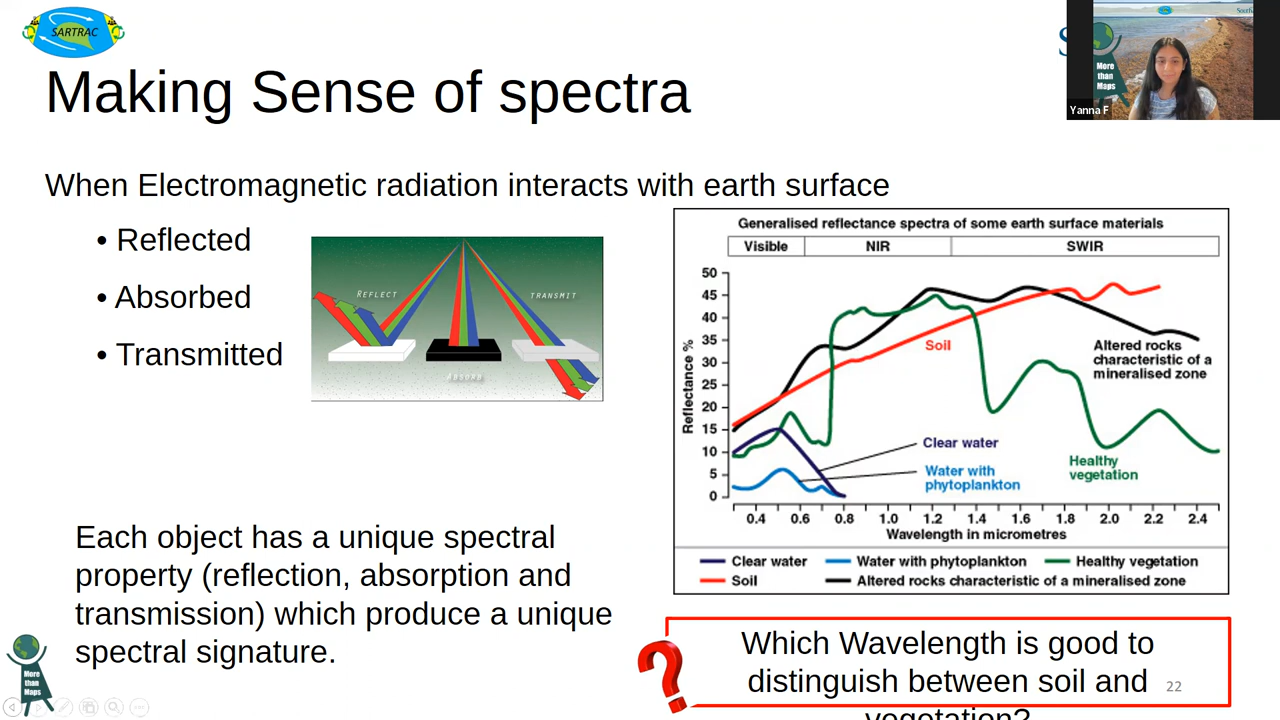 SARTRAC
Making Sense of spectra
More
than
Maps
Yanna F
When Electromagnetic radiation interacts with earth surface
• Reflected
• Absorbed
• Transmitted
REFLECT
TRANSMIT
ABSORB
Generalised reflectance spectra of some earth surface materials
Visible NIR SWIR
50
45
40
35
30
25
20
15
10
5
0
Reflectance %
Soil
Altered rocks
characteristic of a
mineralised zone
Clear water
Water with
phytoplankton
Healthy
vegetation
0.4 0.6 0.8 1.0 1.2 1.4 1.6 1.8 2.0 2.2 2.4
Wavelength in micrometres
Clear water Water with phytoplankton Healthy vegetation
Soil Altered rocks characteristic of a mineralised zone
Each object has a unique spectral
property (reflection, absorption and
transmission) which produce a unique
spectral signature.
More
than
Maps
?
Which Wavelength is good to
distinguish between soil and
vegetation?
22